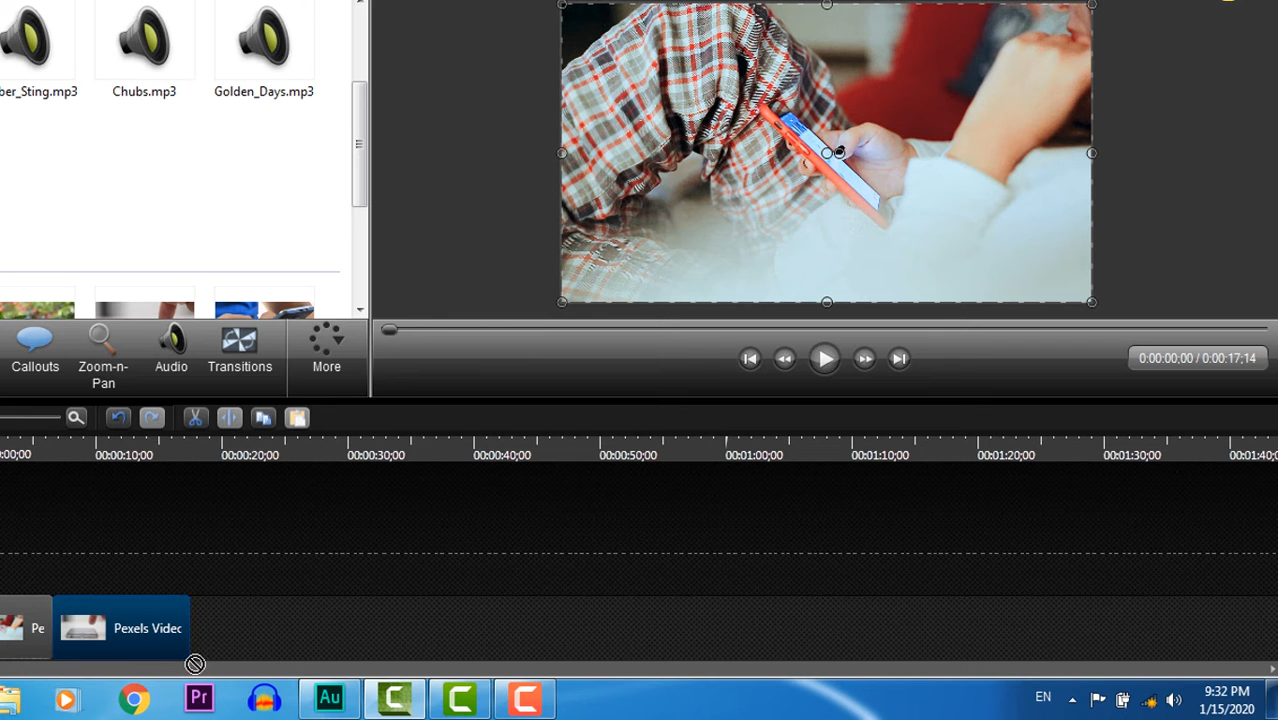 ber_Sting.mp3 Chubs.mp3 Golden_Days.mp3
Callouts Zoom-n- Audio Transitions More
Pan
0:00:00;00 / 0:00:17;14
:00;00 00:00:10;00 00:00:20;00 00:00:30;00 00:00:40;00 00:00:50;00 00:01:00;00 00:01:10;00 00:01:20;00 00:01:30;00 00:01:40;0
Pe Pexels Videc
Pr Au C C C EN 9:32 PM
1/15/2020